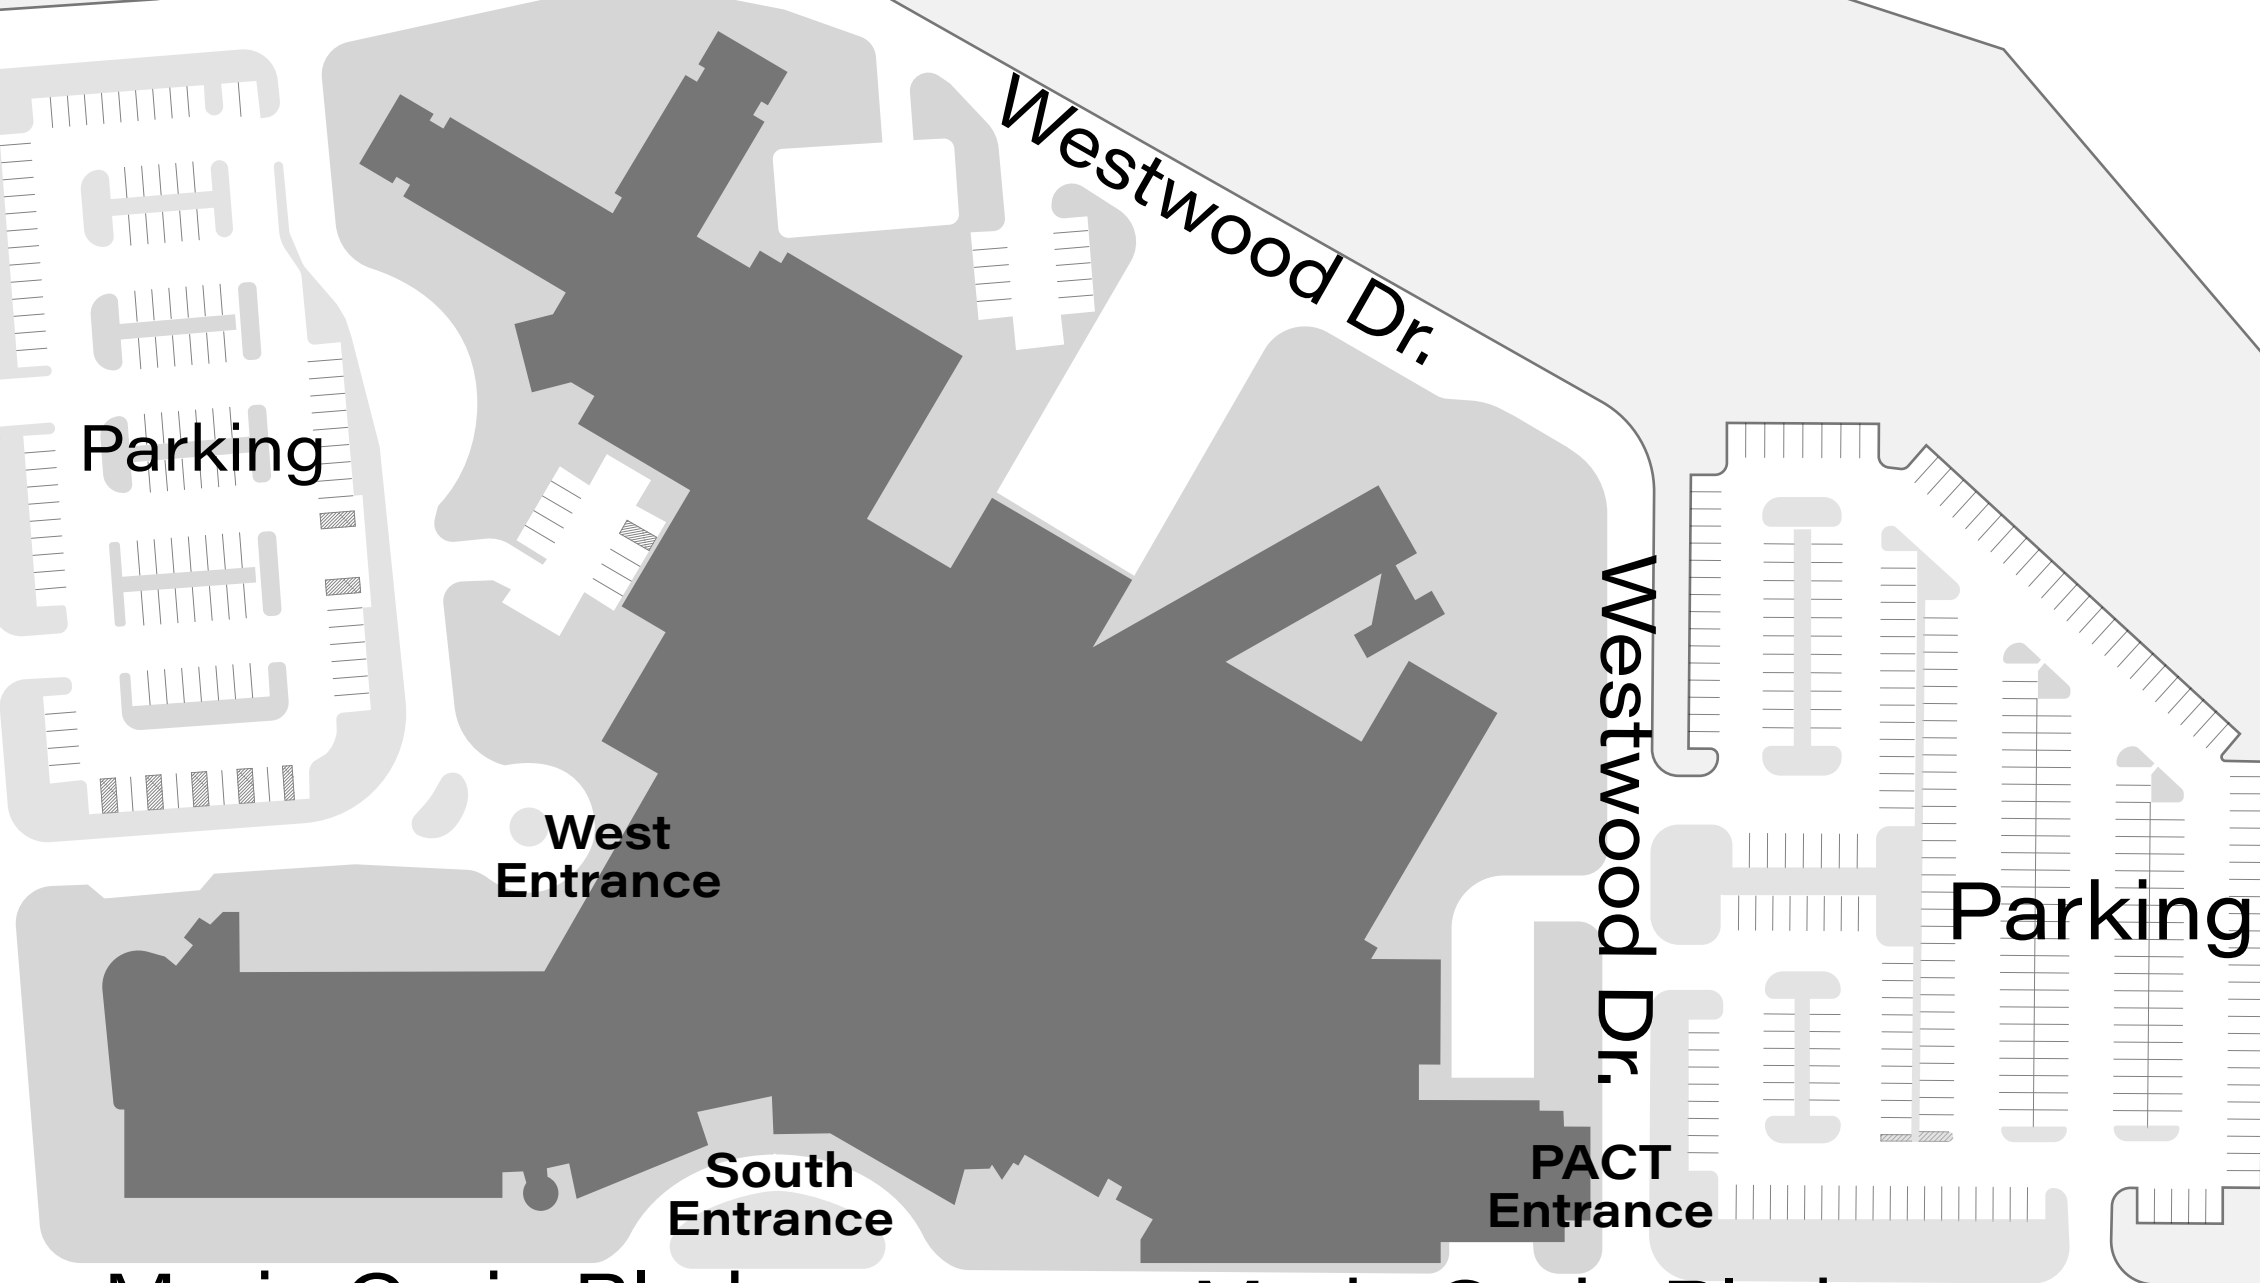 Westwood Dr.
Parking
Westwood Dr.
West
Entrance
Parking
South
Entrance
PACT
Entrance